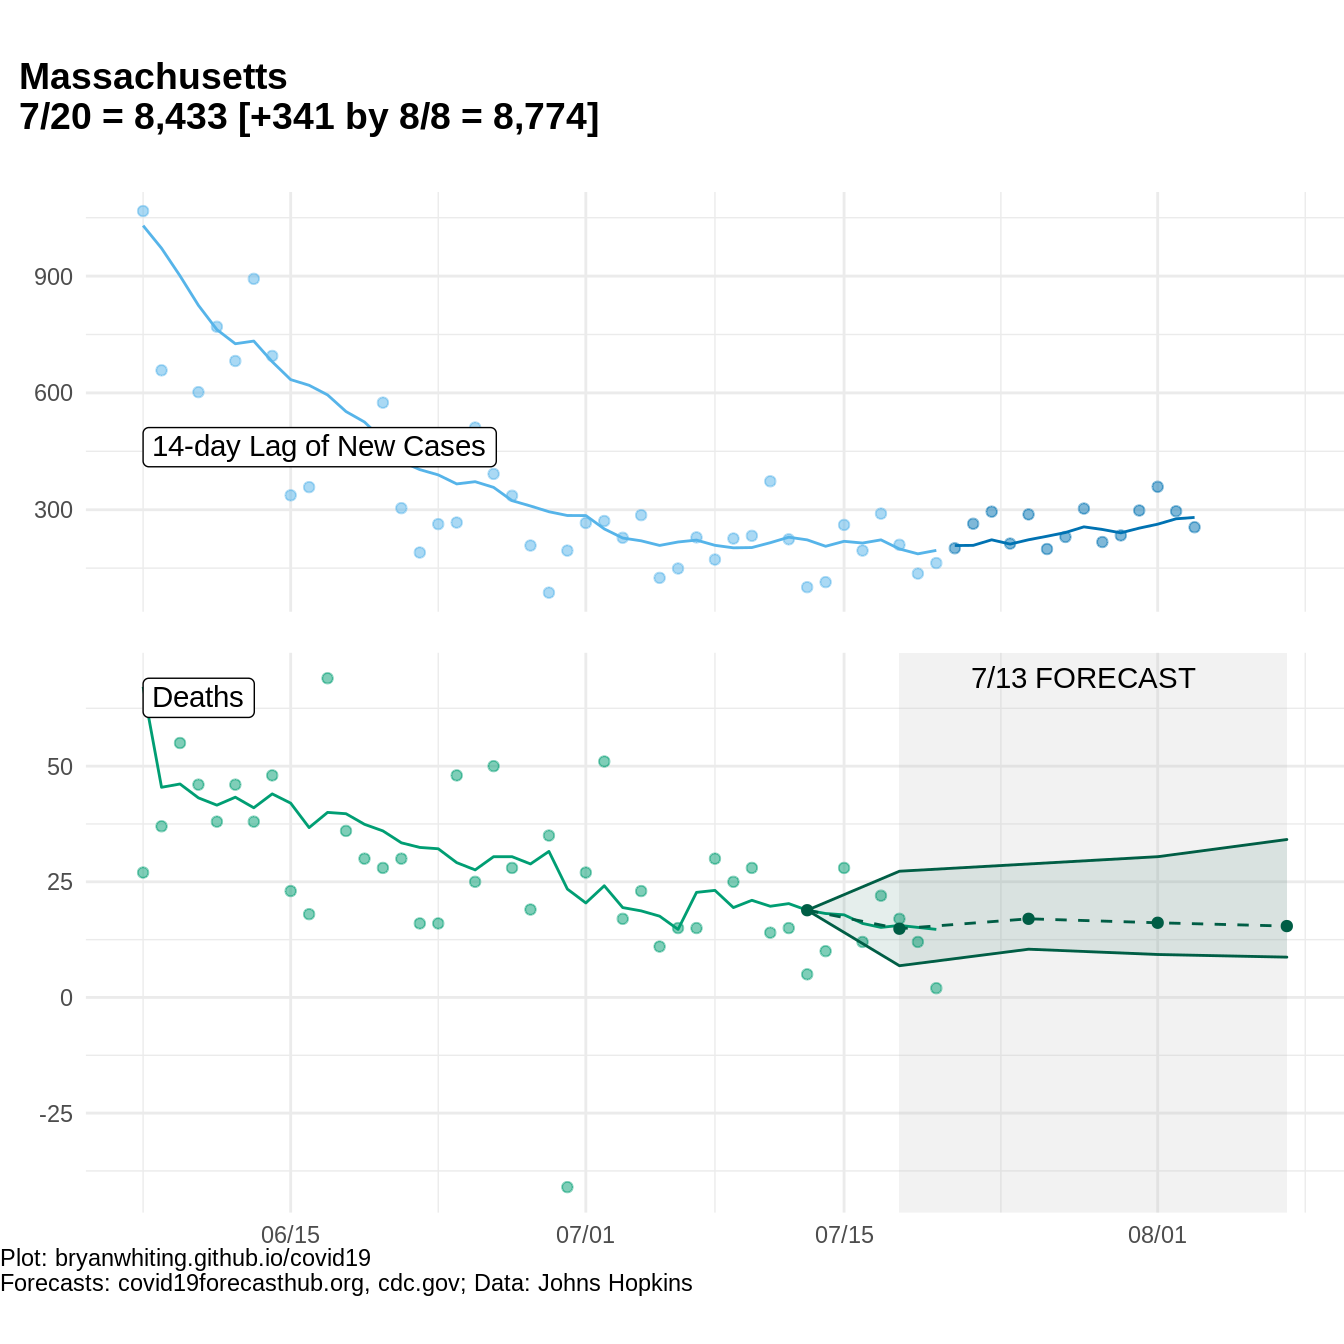 Massachusetts
7/20 = 8,433 [+341 by 8/8 = 8,774]
900
600
300
14-day Lag of New Cases
Deaths
7/13 FORECAST
50
25
0
-25
06/15
07/01
07/15
08/01
Plot: bryanwhiting.github.io/covid19
Forecasts: covid19forecasthub.org, cdc.gov; Data: Johns Hopkins